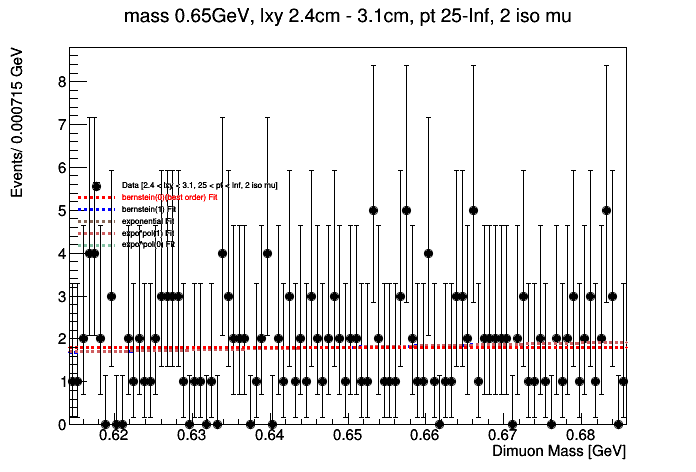 mass 0.65GeV, lxy 2.4cm - 3.1cm, pt 25-Inf, 2 iso mu
Events/ 0.000715 GeV
8
7
6
5
4
3
2
1
0
Data [2.4 < lxy < 3.1, 25 < pt < Inf, 2 iso mu]
bernstein(0)(best order) Fit
bernstein(1) Fit
exponential Fit
expo*pol(1) Fit
expo*pol(0) Fit
0.62 0.63 0.64 0.65 0.66 0.67 0.68
Dimuon Mass [GeV]